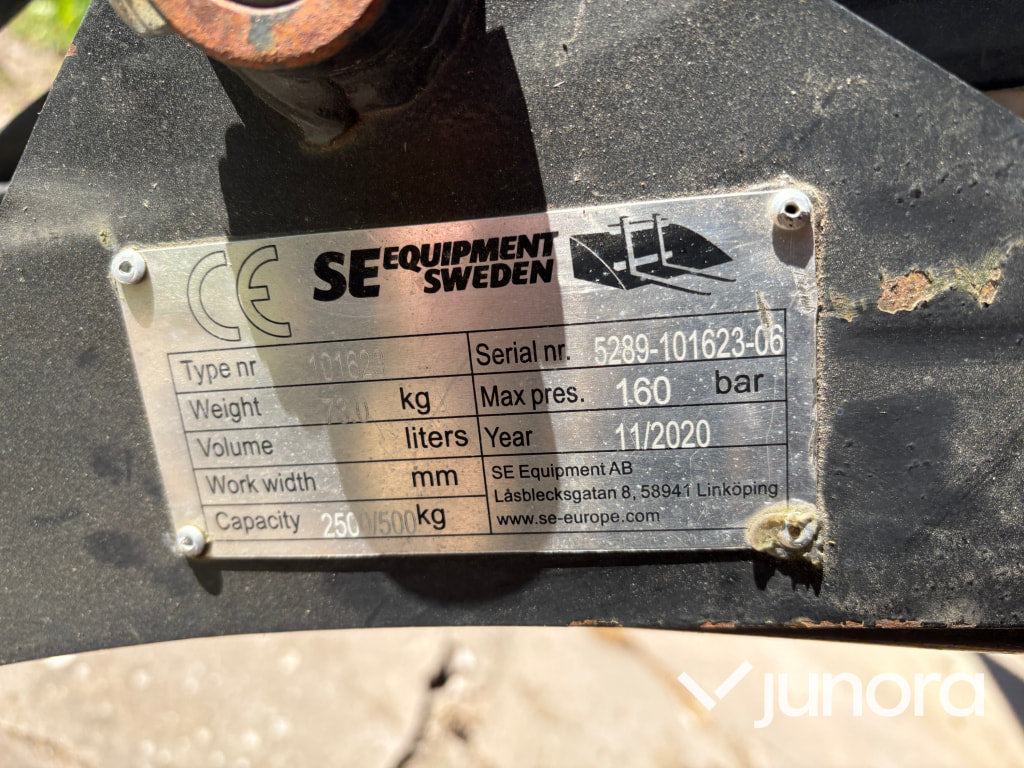 CE SE EQUIPMENT SWEDEN
Type nr Serial nr. 5289-101623-06
Weight kg Max pres. 160 bar
Volume liters Year 11/2020
Work width mm SE Equipment AB
Låsblecksgatan 8, 58941 Linköping
Capacity 2500/500 kg www.se-europe.com
junora